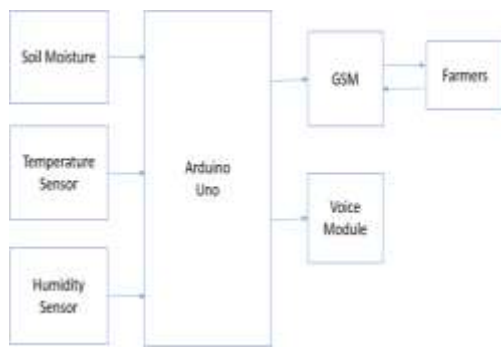 Soil Moisture
Temperature
Sensor
Humidity
Sensor
Arduino
Uno
GSM
Farmers
Voice
Module